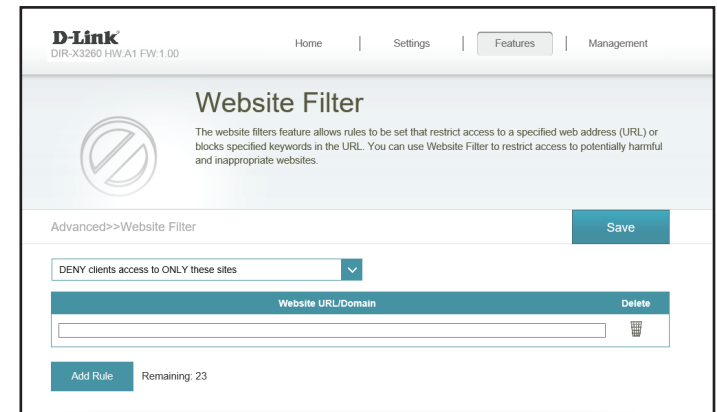 D-Link
DIR-X3260 HW:A1 FW:1.00
Home | Settings | Features | Management
Website Filter
The website filters feature allows rules to be set that restrict access to a specified web address (URL) or
blocks specified keywords in the URL. You can use Website Filter to restrict access to potentially harmful
and inappropriate websites.
Advanced>>Website Filter
Save
DENY clients access to ONLY these sites
Website URL/Domain Delete
Add Rule Remaining: 23